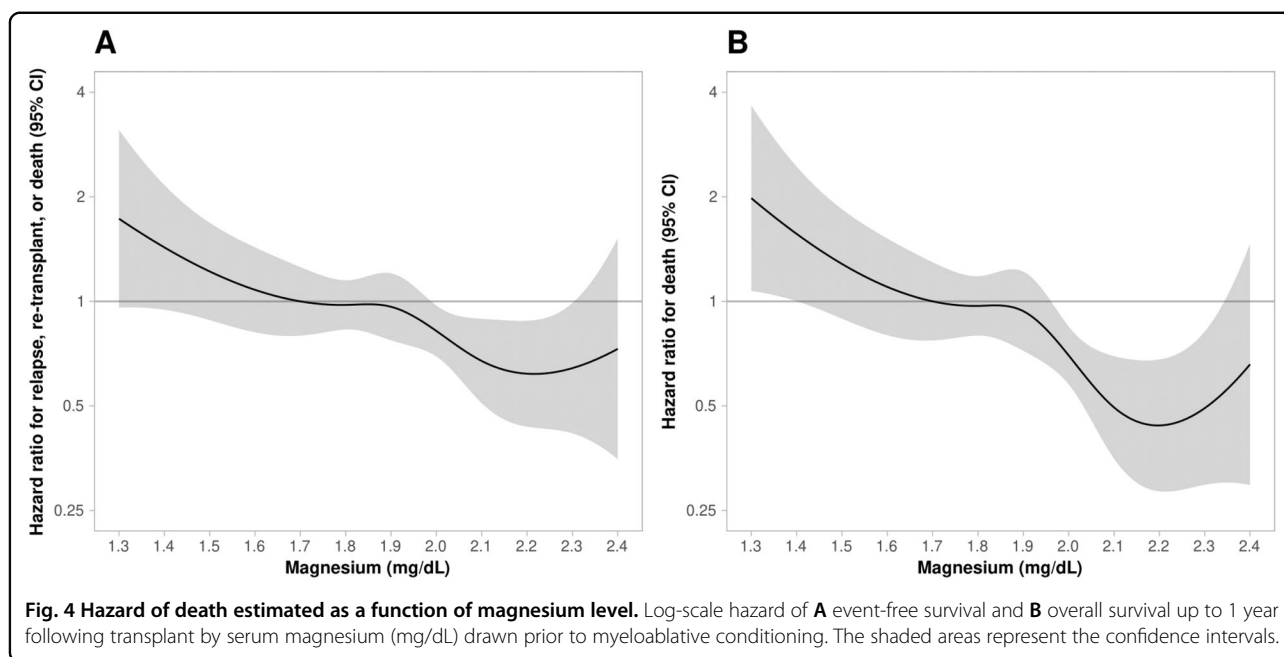 A
Hazard ratio for relapse, re-transplant, or death (95% CI)
4
2
1
0.5
0.25
1.3 1.4 1.5 1.6 1.7 1.8 1.9 2.0 2.1 2.2 2.3 2.4
Magnesium (mg/dL)
B
Hazard ratio for death (95% CI)
4
2
1
0.5
0.25
1.3 1.4 1.5 1.6 1.7 1.8 1.9 2.0 2.1 2.2 2.3 2.4
Magnesium (mg/dL)
Fig. 4 Hazard of death estimated as a function of magnesium level. Log-scale hazard of A event-free survival and B overall survival up to 1 year
following transplant by serum magnesium (mg/dL) drawn prior to myeloablative conditioning. The shaded areas represent the confidence intervals.